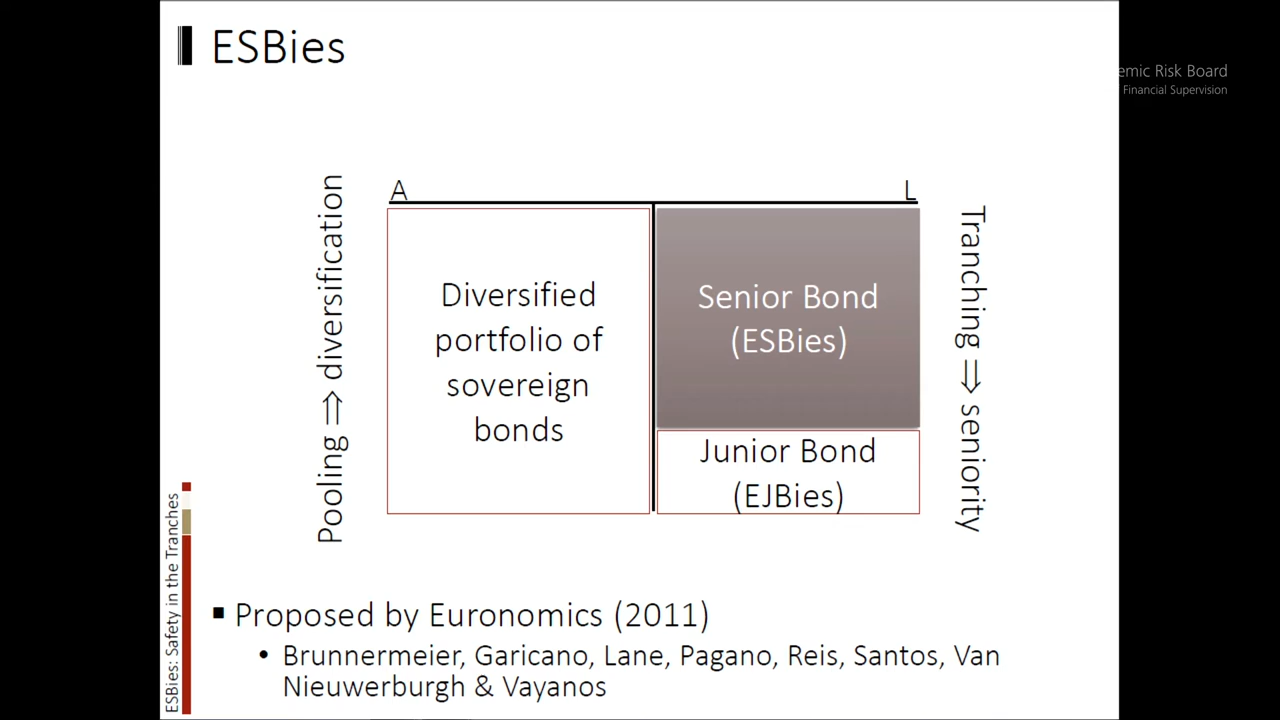 ESBies
emic Risk Board
Financial Supervision
A
L
Pooling ⇒ diversification
Diversified
portfolio of
sovereign
bonds
Senior Bond
(ESBies)
Junior Bond
(EJBies)
Tranching ⇒ seniority
ESBies: Safety in the Tranches
▪ Proposed by Euronomics (2011)
• Brunnermeier, Garicano, Lane, Pagano, Reis, Santos, Van
Nieuwerburgh & Vayanos